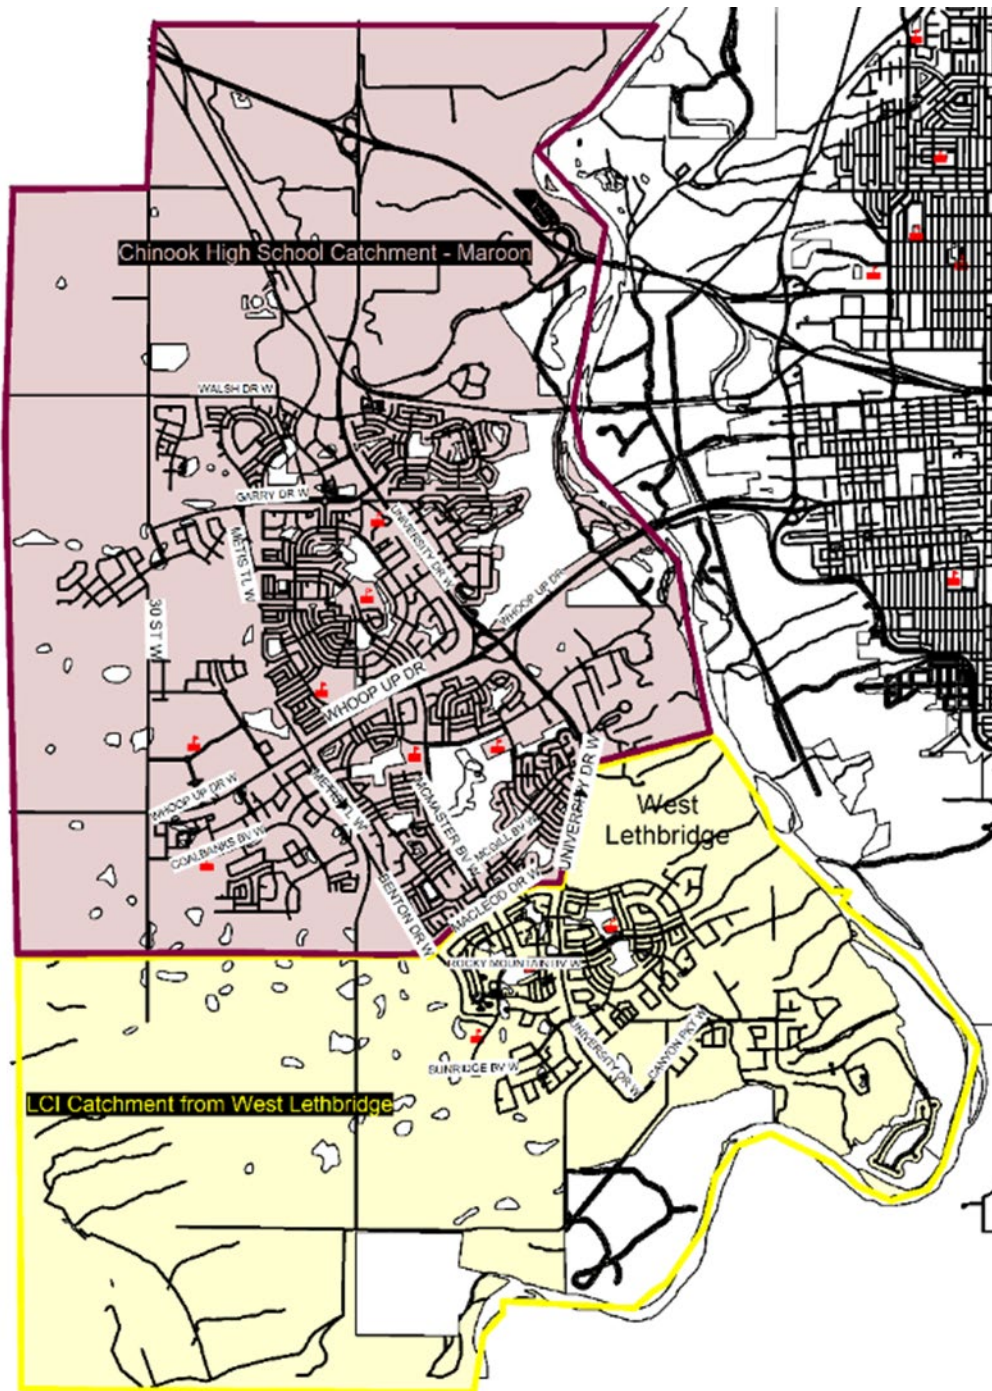 Chinook High School Catchment - Maroon
WALSH DR W
GARRY DR W
METIS TL W
UNIVERSITY DR W
30 ST W
WHOOP UP DR
WHOOP UP DR
WHOOP UP DR W
METIS TL W
COALBANKS BV W
MCMASTER BV W
MCGILL BV W
UNIVERSITY DR W
BENTON DR W
MACLEOD DR W
West
Lethbridge
ROCKY MOUNTAIN BV W
SUNRIDGE BV W
UNIVERSITY DR W
CANYON PKT W
LCI Catchment from West Lethbridge